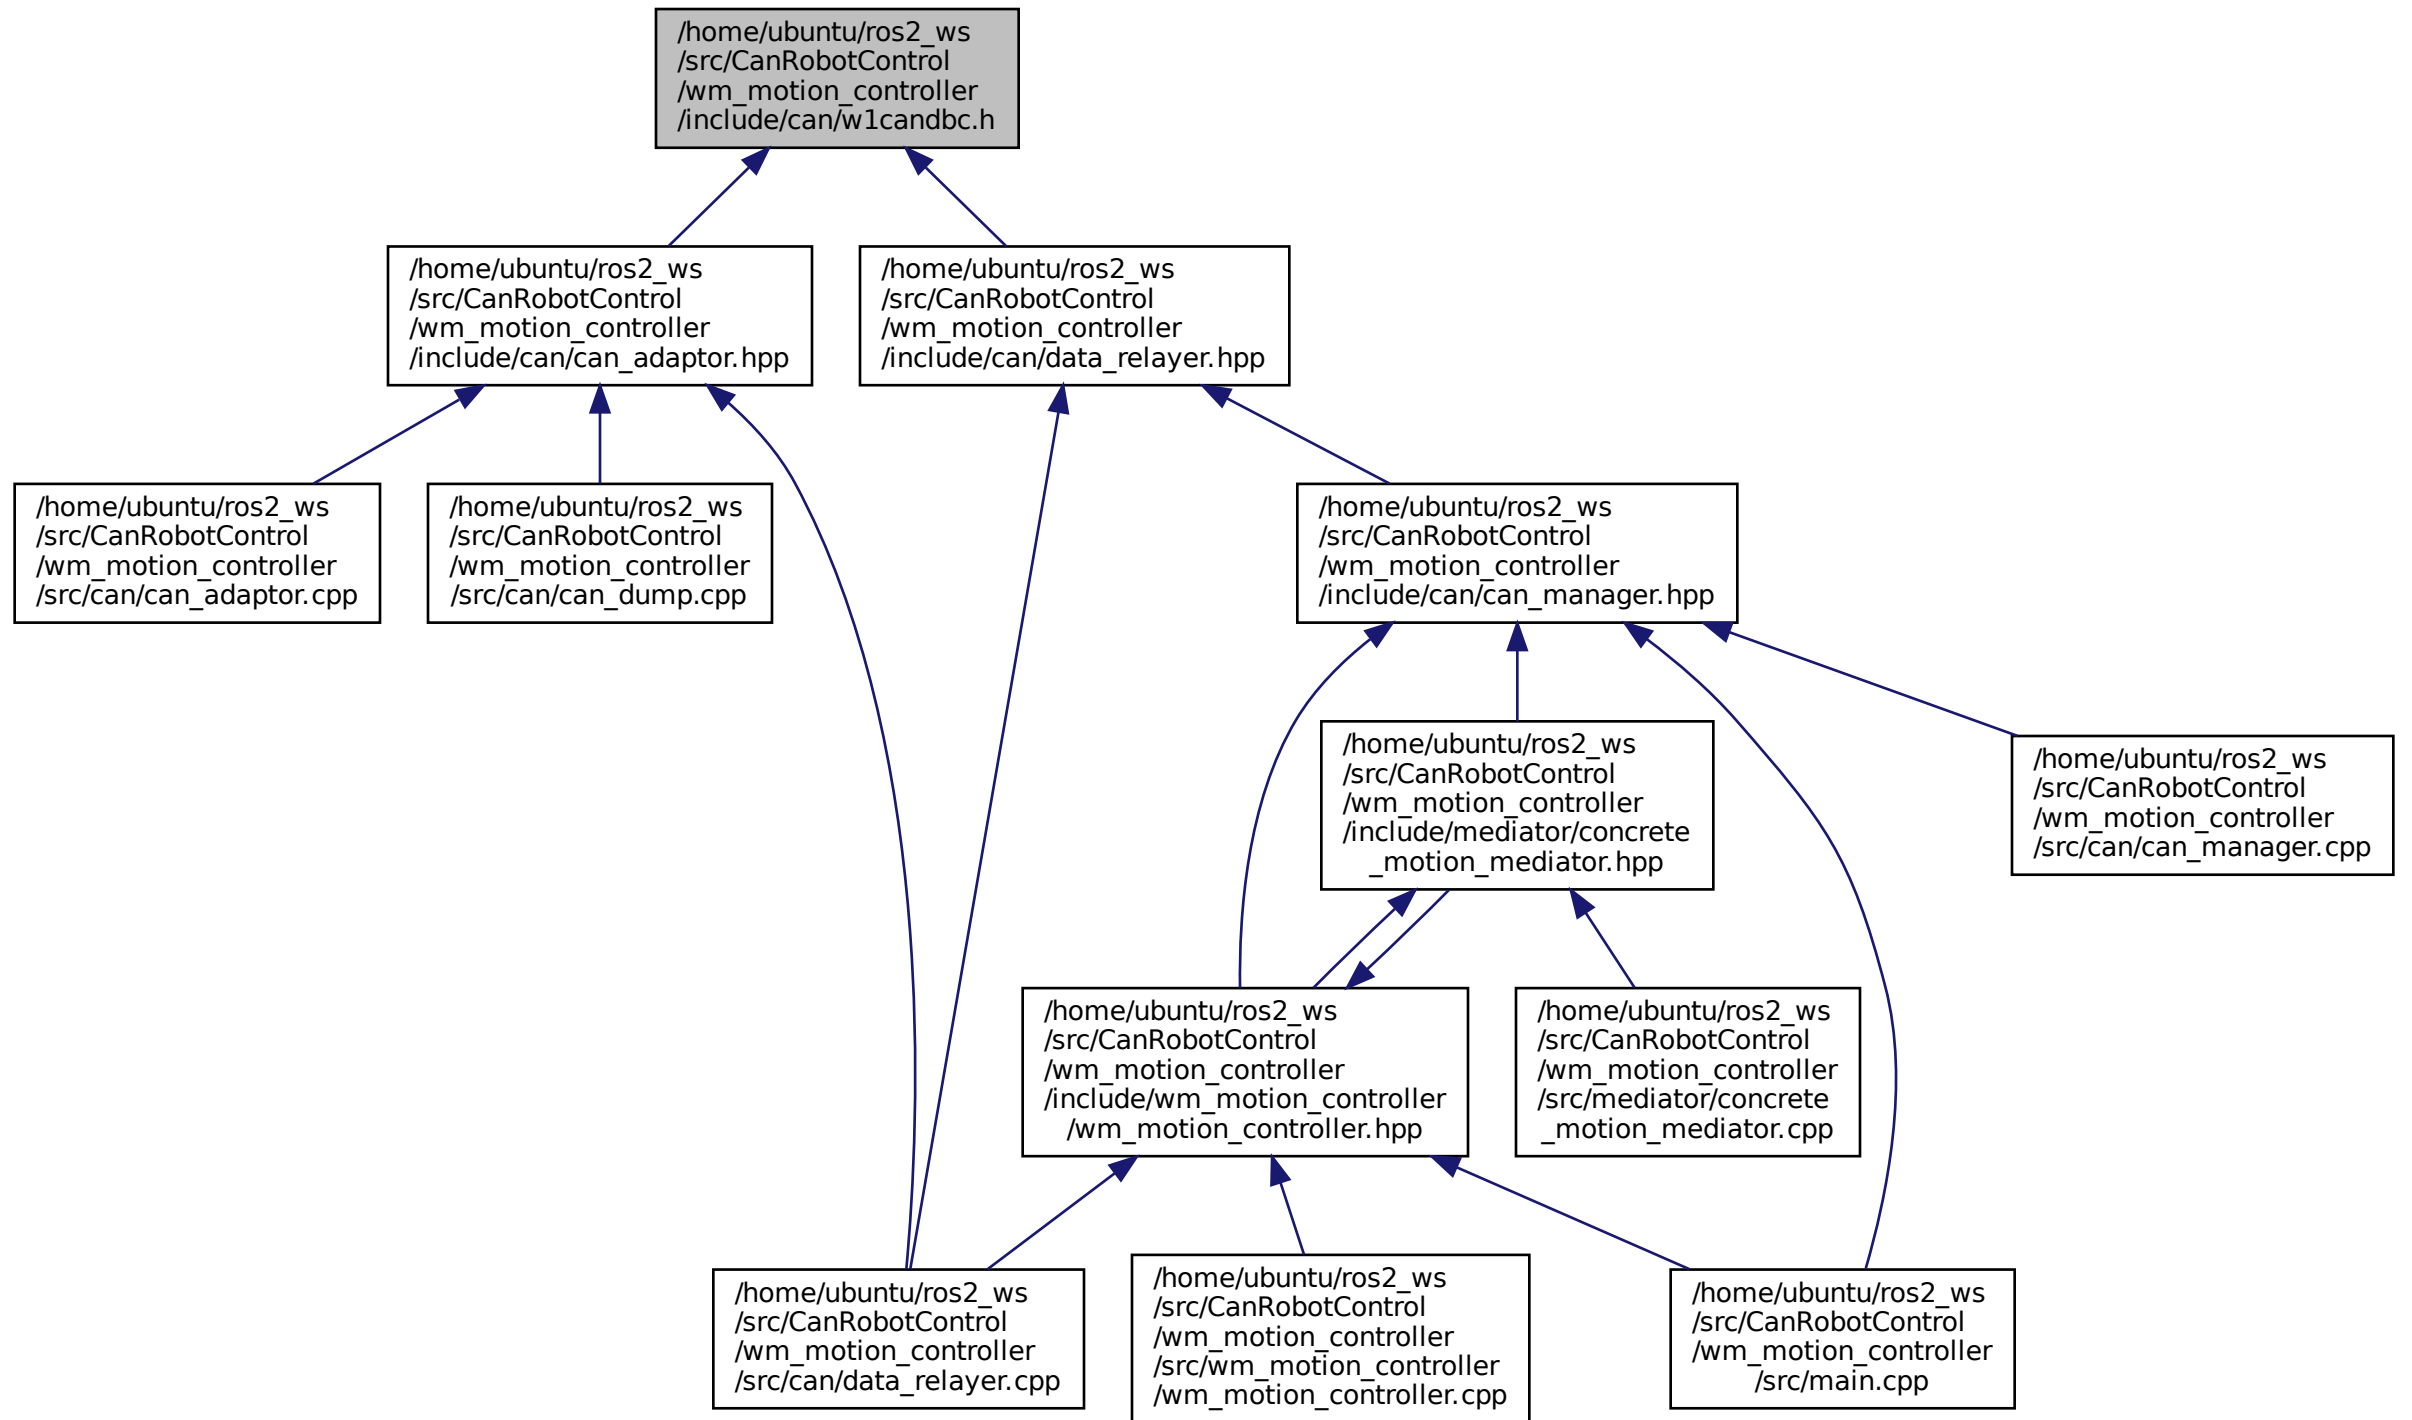 /home/ubuntu/ros2_ws
/src/CanRobotControl
/wm_motion_controller
/include/can/w1candbc.h
/home/ubuntu/ros2_ws
/src/CanRobotControl
/wm_motion_controller
/include/can/can_adaptor.hpp
/home/ubuntu/ros2_ws
/src/CanRobotControl
/wm_motion_controller
/include/can/data_relayer.hpp
/home/ubuntu/ros2_ws
/src/CanRobotControl
/wm_motion_controller
/src/can/can_adaptor.cpp
/home/ubuntu/ros2_ws
/src/CanRobotControl
/wm_motion_controller
/src/can/can_dump.cpp
/home/ubuntu/ros2_ws
/src/CanRobotControl
/wm_motion_controller
/include/can/can_manager.hpp
/home/ubuntu/ros2_ws
/src/CanRobotControl
/wm_motion_controller
/include/mediator/concrete
_motion_mediator.hpp
/home/ubuntu/ros2_ws
/src/CanRobotControl
/wm_motion_controller
/src/can/can_manager.cpp
/home/ubuntu/ros2_ws
/src/CanRobotControl
/wm_motion_controller
/include/wm_motion_controller
/wm_motion_controller.hpp
/home/ubuntu/ros2_ws
/src/CanRobotControl
/wm_motion_controller
/src/mediator/concrete
_motion_mediator.cpp
/home/ubuntu/ros2_ws
/src/CanRobotControl
/wm_motion_controller
/src/can/data_relayer.cpp
/home/ubuntu/ros2_ws
/src/CanRobotControl
/wm_motion_controller
/src/wm_motion_controller
/wm_motion_controller.cpp
/home/ubuntu/ros2_ws
/src/CanRobotControl
/wm_motion_controller
/src/main.cpp